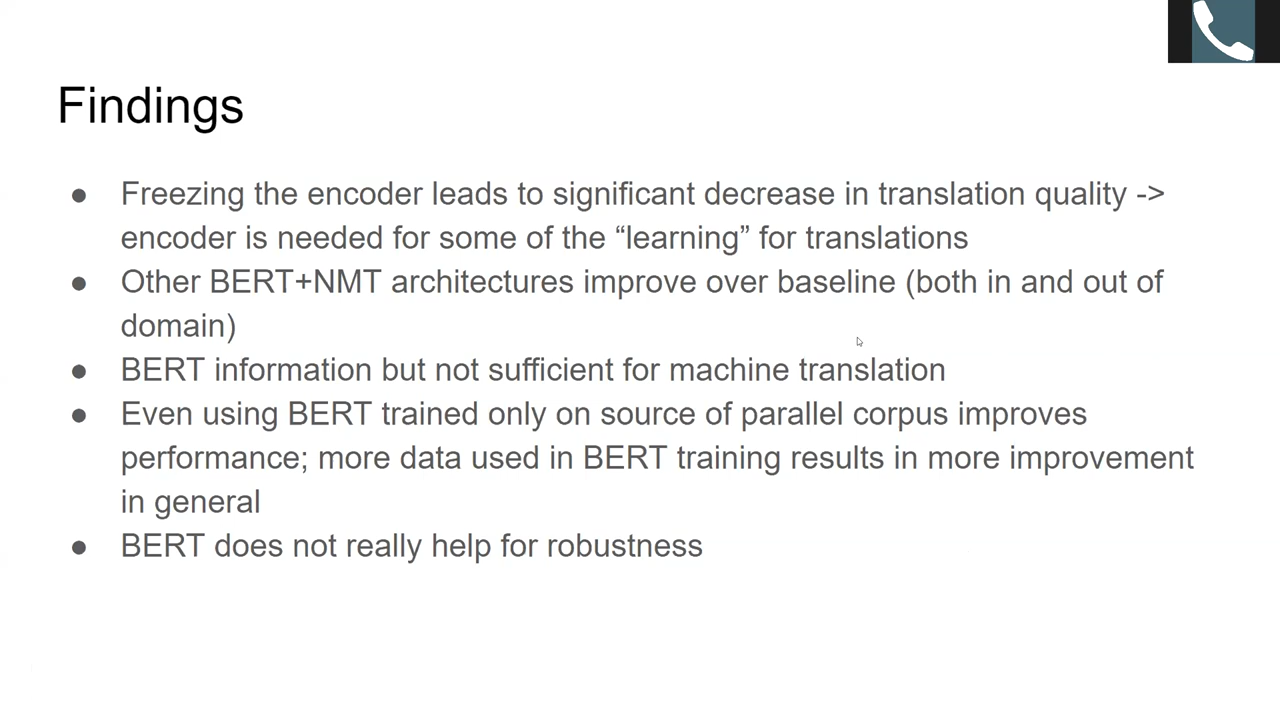 Findings
● Freezing the encoder leads to significant decrease in translation quality ->
encoder is needed for some of the “learning” for translations
● Other BERT+NMT architectures improve over baseline (both in and out of
domain)
● BERT information but not sufficient for machine translation
● Even using BERT trained only on source of parallel corpus improves
performance; more data used in BERT training results in more improvement
in general
● BERT does not really help for robustness